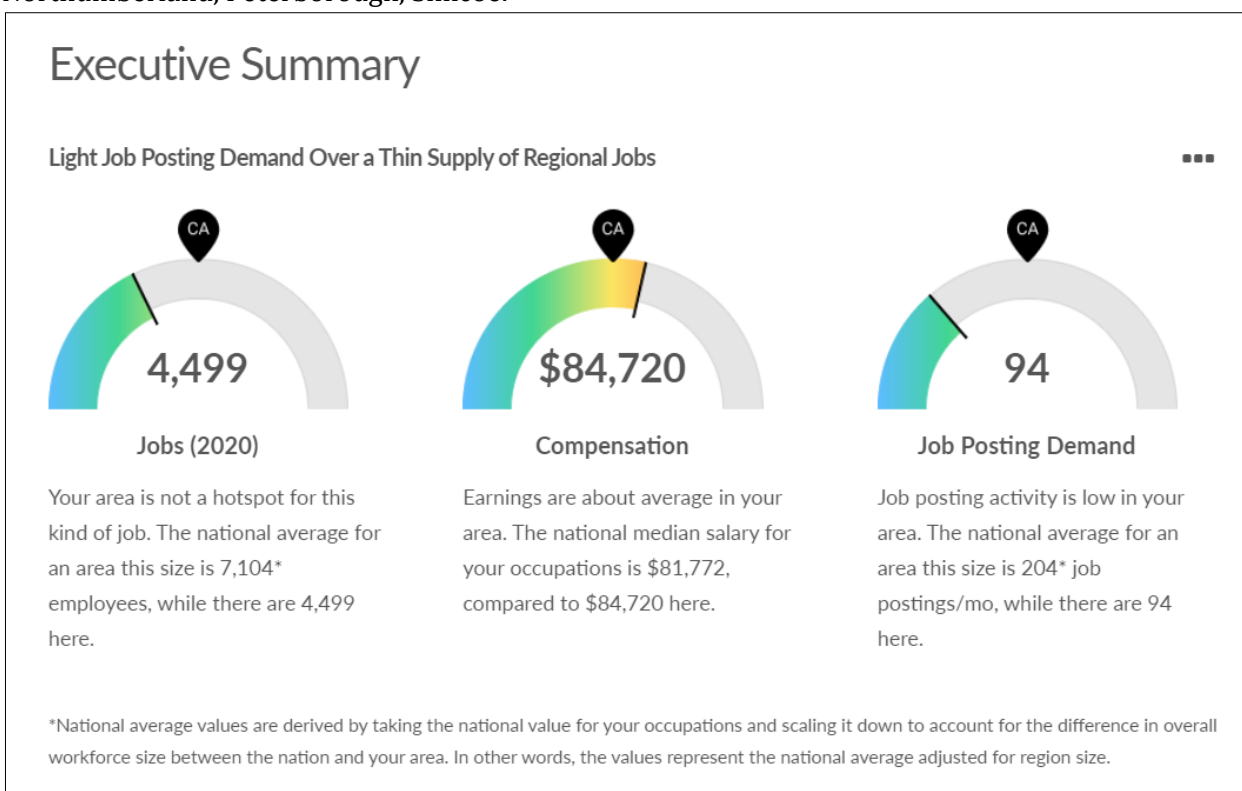 Northumberland, Peterborough, Simcoe.
Executive Summary
Light Job Posting Demand Over a Thin Supply of Regional Jobs
CA
CA
CA
4,499
$84,720
94
Jobs (2020)
Compensation
Job Posting Demand
Your area is not a hotspot for this
kind of job. The national average for
an area this size is 7,104*
employees, while there are 4,499
here.
Earnings are about average in your
area. The national median salary for
your occupations is $81,772,
compared to $84,720 here.
Job posting activity is low in your
area. The national average for an
area this size is 204* job
postings/mo, while there are 94
here.
*National average values are derived by taking the national value for your occupations and scaling it down to account for the difference in overall
workforce size between the nation and your area. In other words, the values represent the national average adjusted for region size.